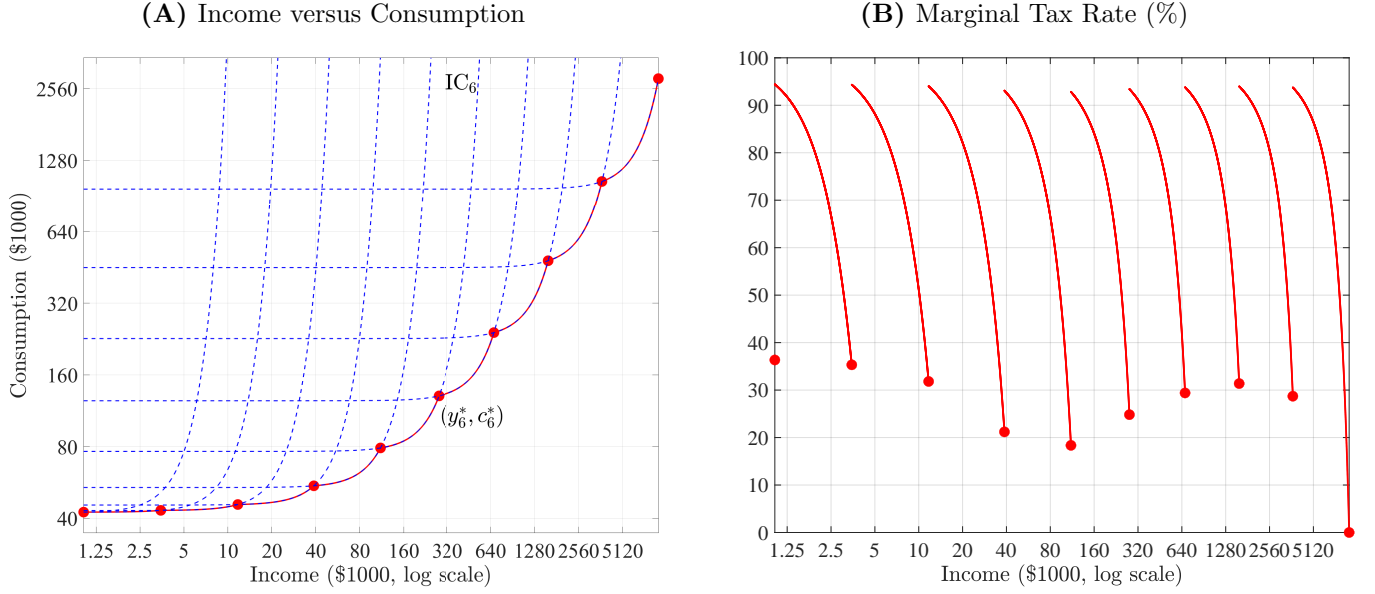 (A) Income versus Consumption
Consumption ($1000)
2560
1280
640
320
160
80
40
IC6
(y*6, c*6)
1.25 2.5 5 10 20 40 80 160 320 640 1280 2560 5120
Income ($1000, log scale)
(B) Marginal Tax Rate (%)
100
90
80
70
60
50
40
30
20
10
0
1.25 2.5 5 10 20 40 80 160 320 640 1280 2560 5120
Income ($1000, log scale)